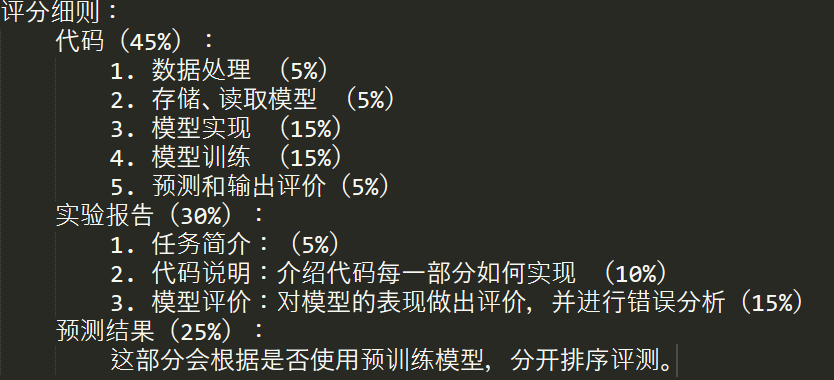 评分细则：
代码（45%）：
1. 数据处理 （5%）
2. 存储、读取模型 （5%）
3. 模型实现 （15%）
4. 模型训练 （15%）
5. 预测和输出评价（5%）
实验报告（30%）：
1. 任务简介：（5%）
2. 代码说明：介绍代码每一部分如何实现 （10%）
3. 模型评价：对模型的表现做出评价，并进行错误分析（15%）
预测结果（25%）：
这部分会根据是否使用预训练模型，分开排序评测。